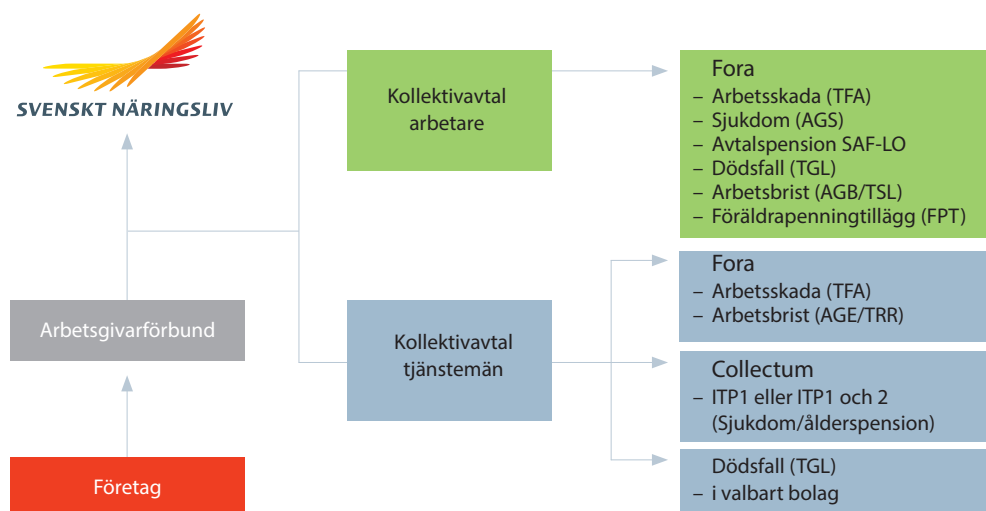 SVENSKT NÄRINGSLIV
Arbetsgivarförbund
Företag
Kollektivavtal
arbetare
Kollektivavtal
tjänstemän
Fora
– Arbetsskada (TFA)
– Sjukdom (AGS)
– Avtalspension SAF-LO
– Dödsfall (TGL)
– Arbetsbrist (AGB/TSL)
– Föräldrapenningtillägg (FPT)
Fora
– Arbetsskada (TFA)
– Arbetsbrist (AGE/TRR)
Collectum
– ITP1 eller ITP1 och 2
(Sjukdom/ålderspension)
Dödsfall (TGL)
– i valbart bolag